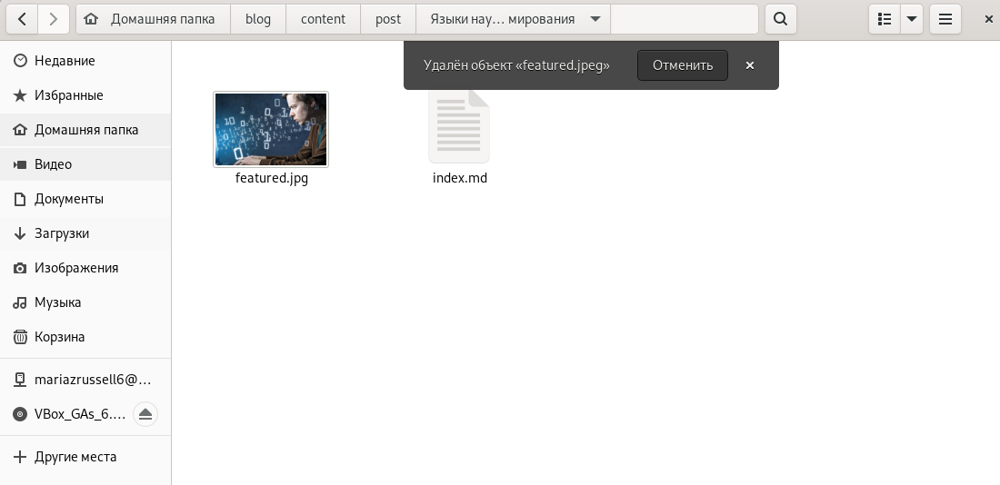 Домашняя папка
blog
content
post
Языки нау… мирования
Удалён объект «featured.jpeg»
Отменить
Недавние
Избранные
Домашняя папка
Видео
Документы
Загрузки
Изображения
Музыка
Корзина
mariazrussell6@…
VBox_GAs_6.…
Другие места
featured.jpg
index.md